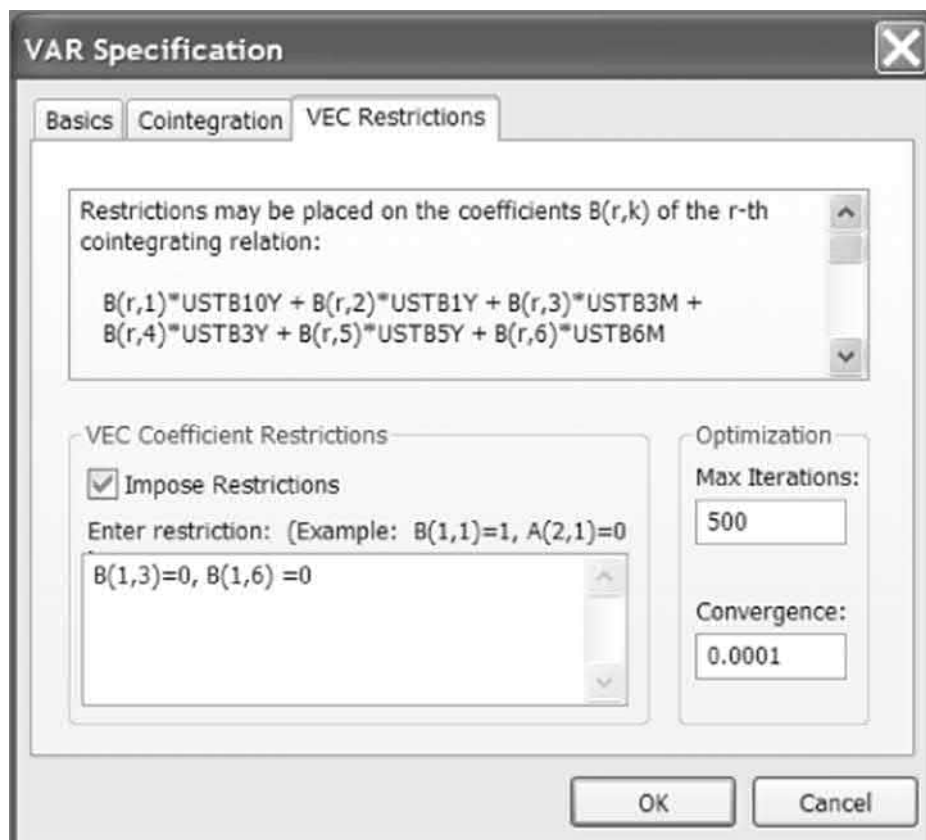 VAR Specification
Basics
Cointegration
VEC Restrictions
Restrictions may be placed on the coefficients B(r,k) of the r-th
cointegrating relation:
B(r,1)*USTB10Y + B(r,2)*USTB1Y + B(r,3)*USTB3M +
B(r,4)*USTB3Y + B(r,5)*USTB5Y + B(r,6)*USTB6M
VEC Coefficient Restrictions
Impose Restrictions
Enter restriction: (Example: B(1,1)=1, A(2,1)=0
B(1,3)=0, B(1,6) =0
Optimization
Max Iterations:
500
Convergence:
0.0001
OK
Cancel